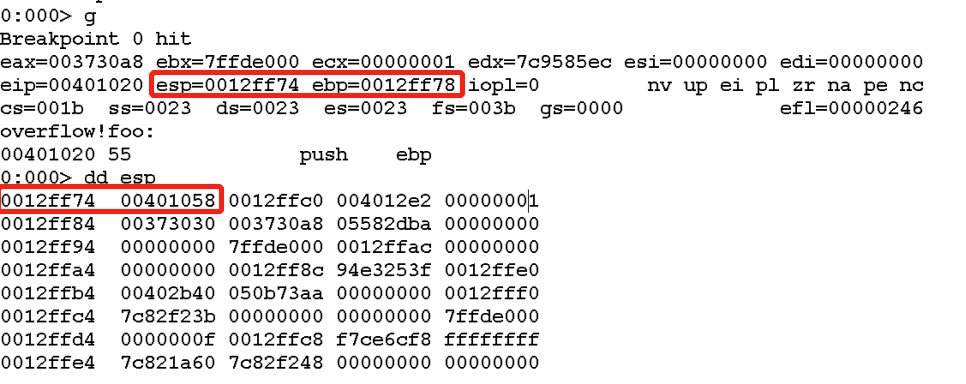 0:000> g
Breakpoint 0 hit
eax=003730a8 ebx=7ffde000 ecx=00000001 edx=7c9585ec esi=00000000 edi=00000000
eip=00401020 esp=0012ff74 ebp=0012ff78 iopl=0 nv up ei pl zr na pe nc
cs=001b ss=0023 ds=0023 es=0023 fs=003b gs=0000 efl=00000246
overflow!foo:
00401020 55 push ebp
0:000> dd esp
0012ff74 00401058 0012ffc0 004012e2 00000001
0012ff84 00373030 003730a8 05582dba 00000000
0012ff94 00000000 7ffde000 0012ffac 00000000
0012ffa4 00000000 0012ff8c 94e3253f 0012ffe0
0012ffb4 00402b40 050b73aa 00000000 0012fff0
0012ffc4 7c82f23b 00000000 00000000 7ffde000
0012ffd4 0000000f 0012ffc8 f7ce6cf8 ffffffff
0012ffe4 7c821a60 7c82f248 00000000 00000000